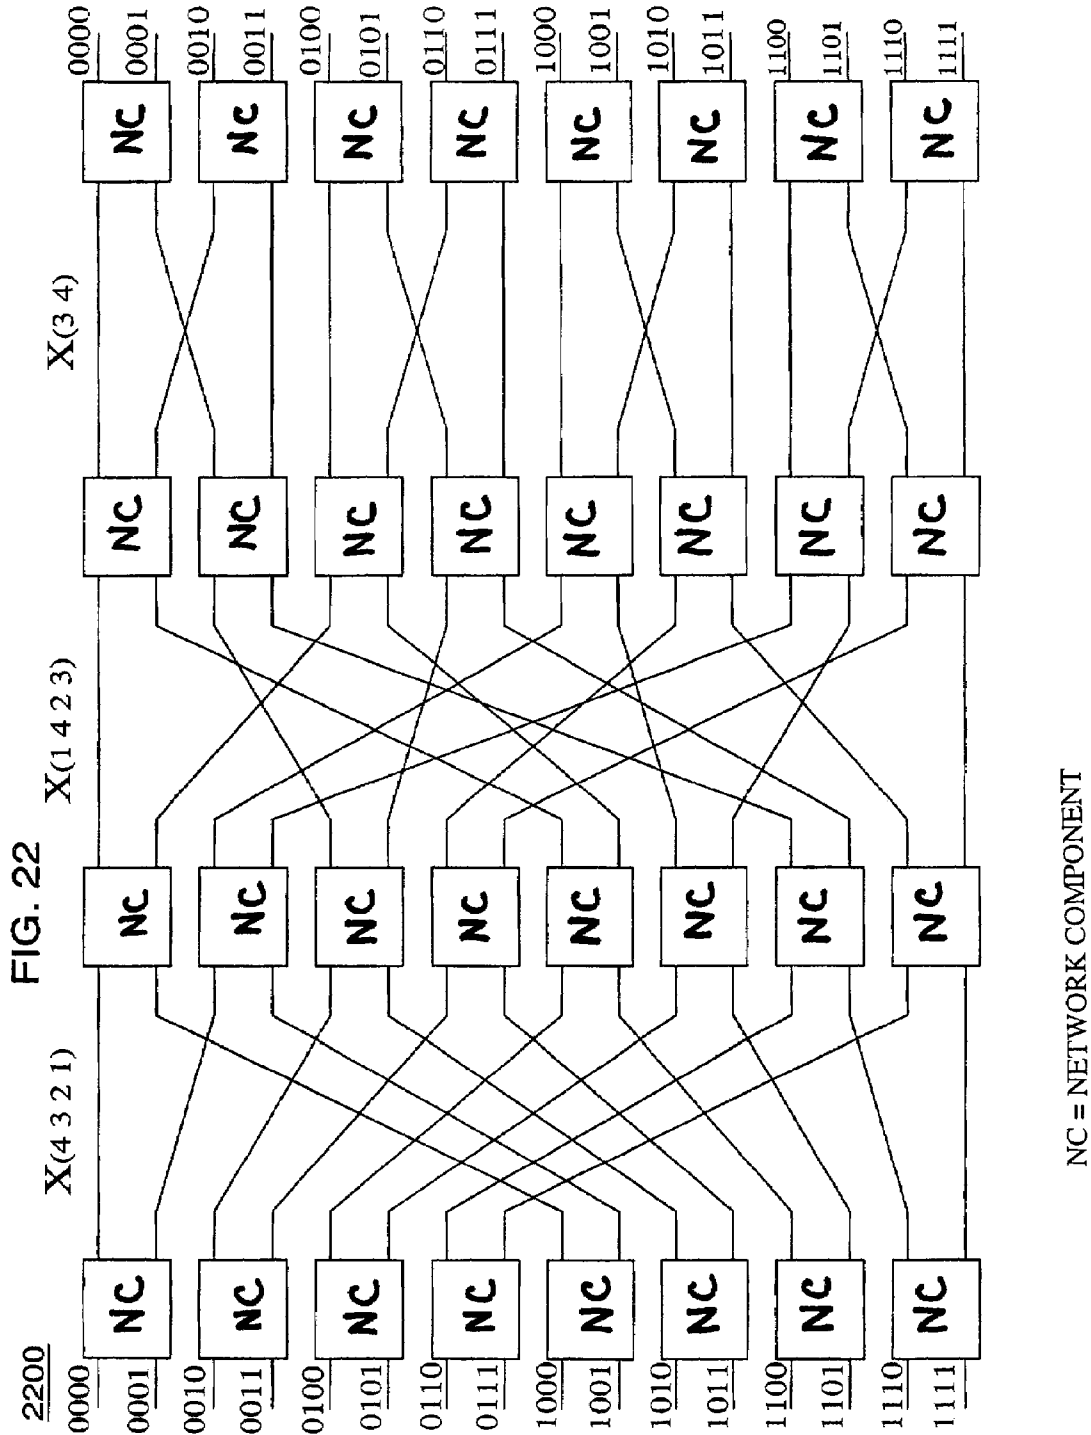 FIG. 22
2200
X(4 3 2 1)
X(1 4 2 3)
X(3 4)
0000
0001
0010
0011
0100
0101
0110
0111
1000
1001
1010
1011
1100
1101
1110
1111
NC NC NC NC
NC NC NC NC
NC NC NC NC
NC NC NC NC
NC NC NC NC
NC NC NC NC
NC NC NC NC
NC NC NC NC
0000
0001
0010
0011
0100
0101
0110
0111
1000
1001
1010
1011
1100
1101
1110
1111
NC = NETWORK COMPONENT